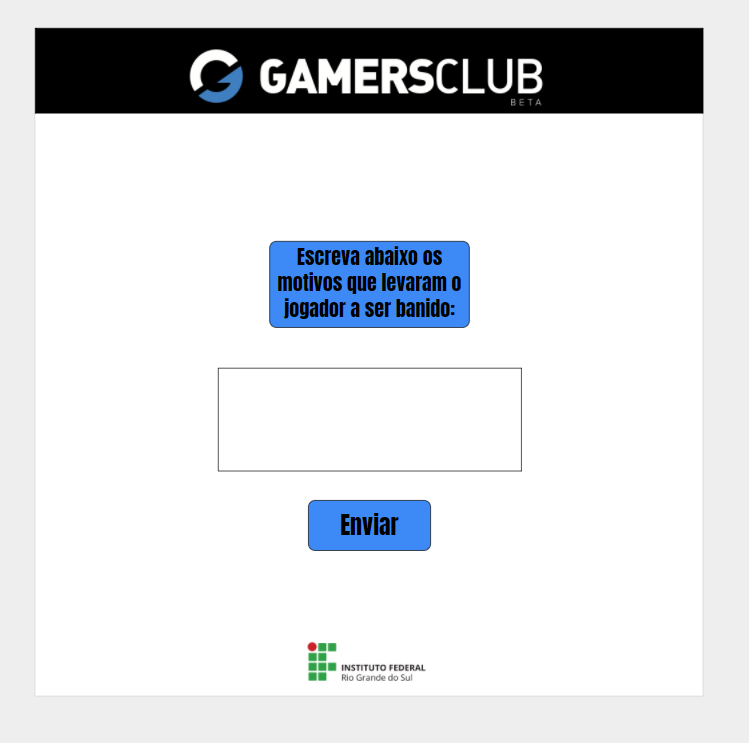 GAMERSCLUB
BETA
Escreva abaixo os
motivos que levaram o
jogador a ser banido:
Enviar
INSTITUTO FEDERAL
Rio Grande do Sul